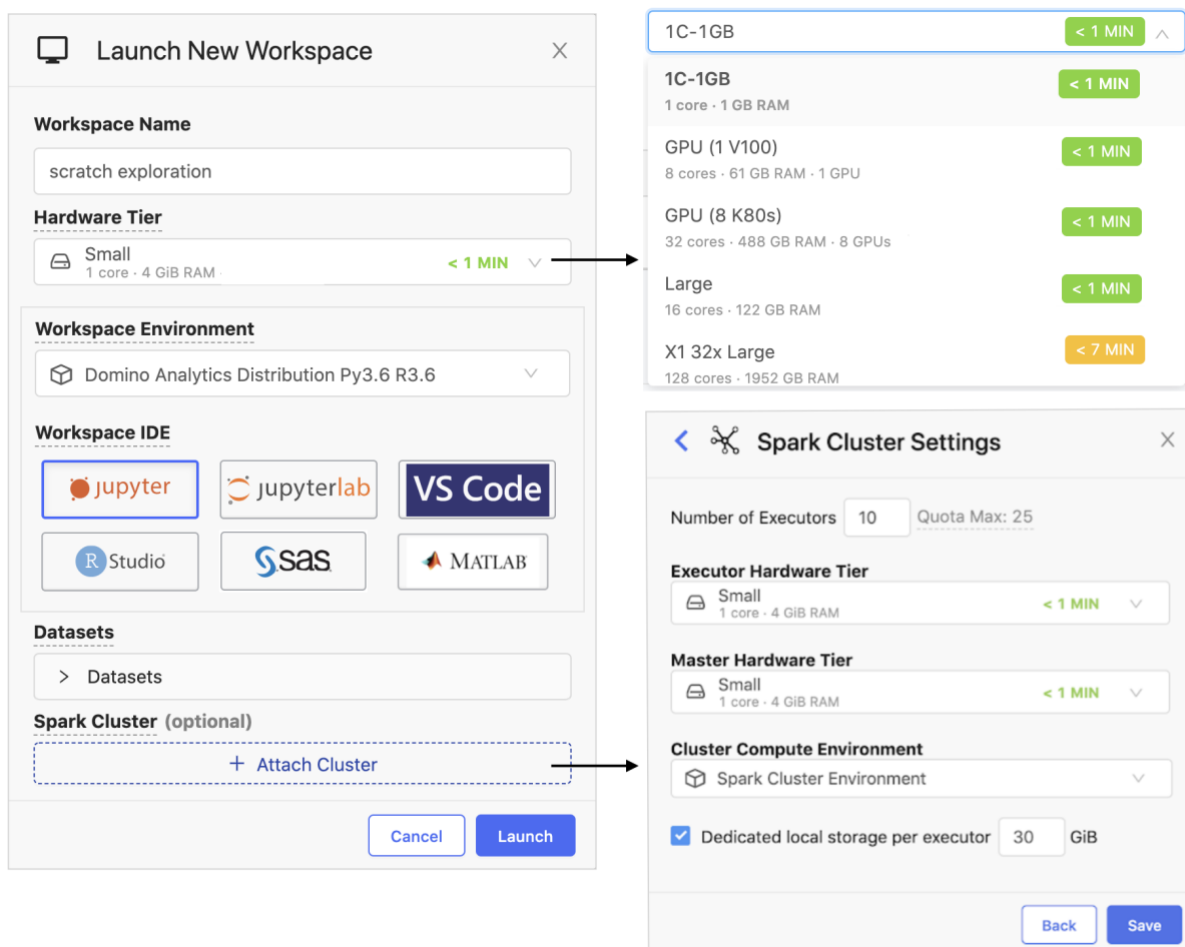 Launch New Workspace
Workspace Name
scratch exploration
Hardware Tier
Small
1 core · 4 GiB RAM
< 1 MIN
Workspace Environment
Domino Analytics Distribution Py3.6 R3.6
Workspace IDE
jupyter
jupyterlab
VS Code
R Studio
sas
MATLAB
Datasets
> Datasets
Spark Cluster (optional)
+ Attach Cluster
Cancel
Launch
1C-1GB < 1 MIN
1C-1GB < 1 MIN
1 core · 1 GB RAM
GPU (1 V100) < 1 MIN
8 cores · 61 GB RAM · 1 GPU
GPU (8 K80s) < 1 MIN
32 cores · 488 GB RAM · 8 GPUs
Large < 1 MIN
16 cores · 122 GB RAM
X1 32x Large < 7 MIN
128 cores · 1952 GB RAM
Spark Cluster Settings
Number of Executors 10 Quota Max: 25
Executor Hardware Tier
Small
1 core · 4 GiB RAM
< 1 MIN
Master Hardware Tier
Small
1 core · 4 GiB RAM
< 1 MIN
Cluster Compute Environment
Spark Cluster Environment
Dedicated local storage per executor 30 GiB
Back
Save